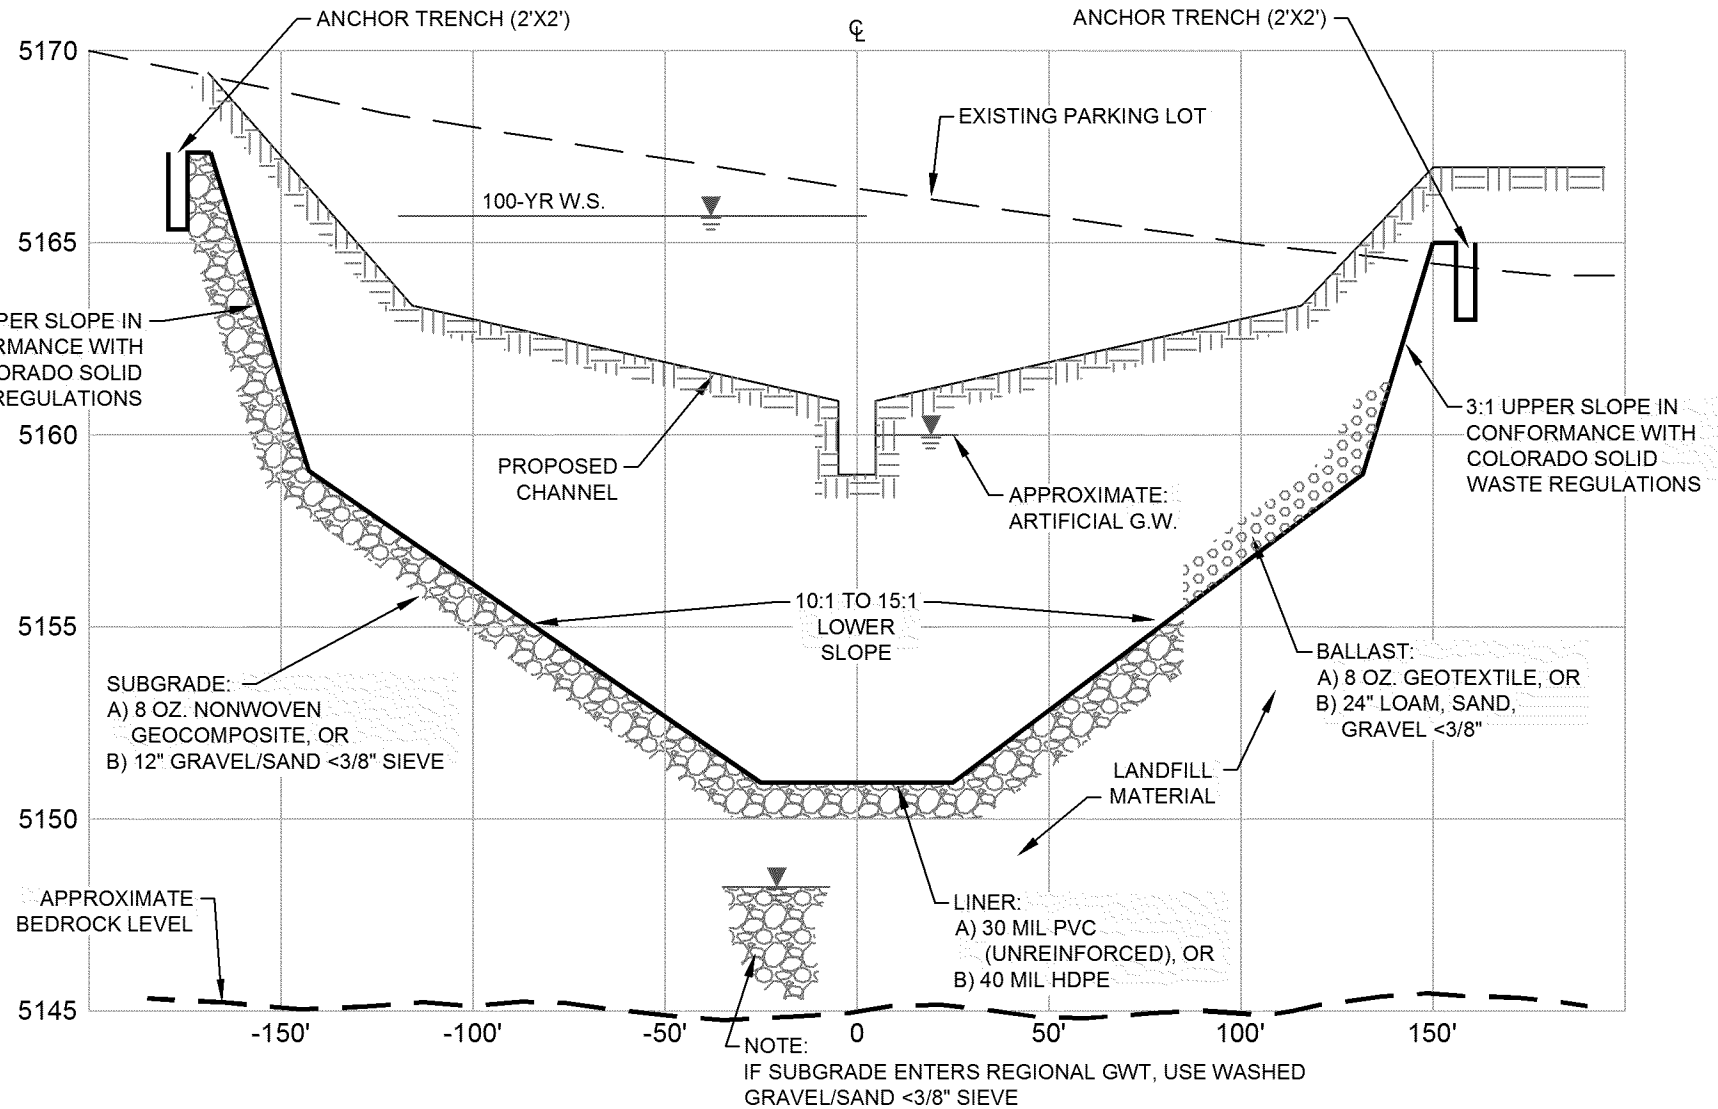 ANCHOR TRENCH (2'X2')
℄
ANCHOR TRENCH (2'X2')
5170
EXISTING PARKING LOT
100-YR W.S.
5165
PER SLOPE IN
RMANCE WITH
ORADO SOLID
REGULATIONS
3:1 UPPER SLOPE IN
CONFORMANCE WITH
COLORADO SOLID
WASTE REGULATIONS
5160
PROPOSED
CHANNEL
APPROXIMATE:
ARTIFICIAL G.W.
10:1 TO 15:1
LOWER
SLOPE
5155
SUBGRADE:
A) 8 OZ. NONWOVEN
GEOCOMPOSITE, OR
B) 12" GRAVEL/SAND <3/8" SIEVE
BALLAST:
A) 8 OZ. GEOTEXTILE, OR
B) 24" LOAM, SAND,
GRAVEL <3/8"
LANDFILL
MATERIAL
5150
APPROXIMATE
BEDROCK LEVEL
LINER:
A) 30 MIL PVC
(UNREINFORCED), OR
B) 40 MIL HDPE
5145
-150'
-100'
-50'
0
50'
100'
150'
NOTE:
IF SUBGRADE ENTERS REGIONAL GWT, USE WASHED
GRAVEL/SAND <3/8" SIEVE